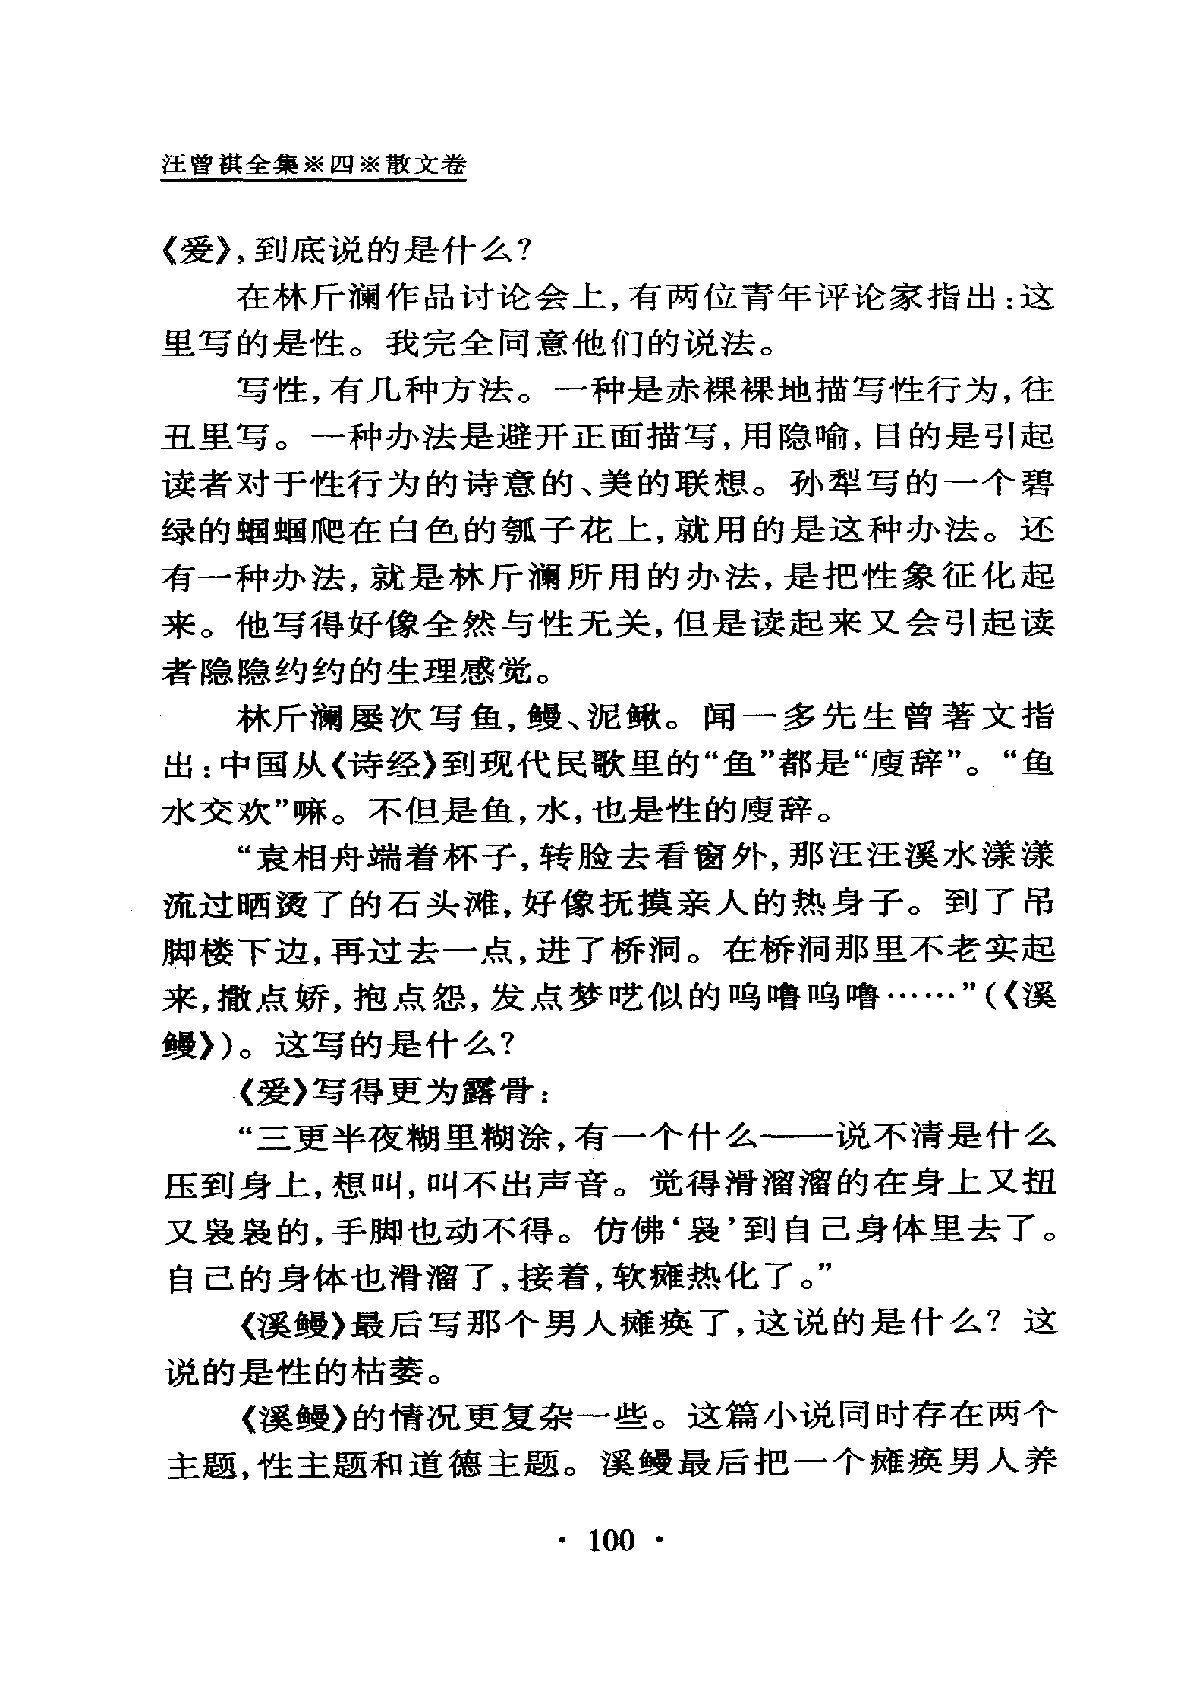 汪曾祺全集※四※散文卷
《爱》，到底说的是什么？
在林斤澜作品讨论会上，有两位青年评论家指出：这
里写的是性。我完全同意他们的说法。
写性，有几种方法。一种是赤裸裸地描写性行为，往
丑里写。一种办法是避开正面描写，用隐喻，目的是引起
读者对于性行为的诗意的、美的联想。孙犁写的一个碧
绿的蝈蝈爬在白色的瓠子花上，就用的是这种办法。还
有一种办法，就是林斤澜所用的办法，是把性象征化起
来。他写得好像全然与性无关，但是读起来又会引起读
者隐隐约约的生理感觉。
林斤澜屡次写鱼，鳗、泥鳅。闻一多先生曾著文指
出：中国从《诗经》到现代民歌里的“鱼”都是“廋辞”。“鱼
水交欢”嘛。不但是鱼，水，也是性的廋辞。
“袁相舟端着杯子，转脸去看窗外，那汪汪溪水漾漾
流过晒烫了的石头滩，好像抚摸亲人的热身子。到了吊
脚楼下边，再过去一点，进了桥洞。在桥洞那里不老实起
来，撒点娇，抱点怨，发点梦呓似的呜噜呜噜……”（《溪
鳗》）。这写的是什么？
《爱》写得更为露骨：
“三更半夜糊里糊涂，有一个什么——说不清是什么
压到身上，想叫，叫不出声音。觉得滑溜溜的在身上又扭
又袅袅的，手脚也动不得。仿佛‘袅’到自己身体里去了。
自己的身体也滑溜了，接着，软瘫热化了。”
《溪鳗》最后写那个男人瘫痪了，这说的是什么？这
说的是性的枯萎。
《溪鳗》的情况更复杂一些。这篇小说同时存在两个
主题，性主题和道德主题。溪鳗最后把一个瘫痪男人养
· 100 ·